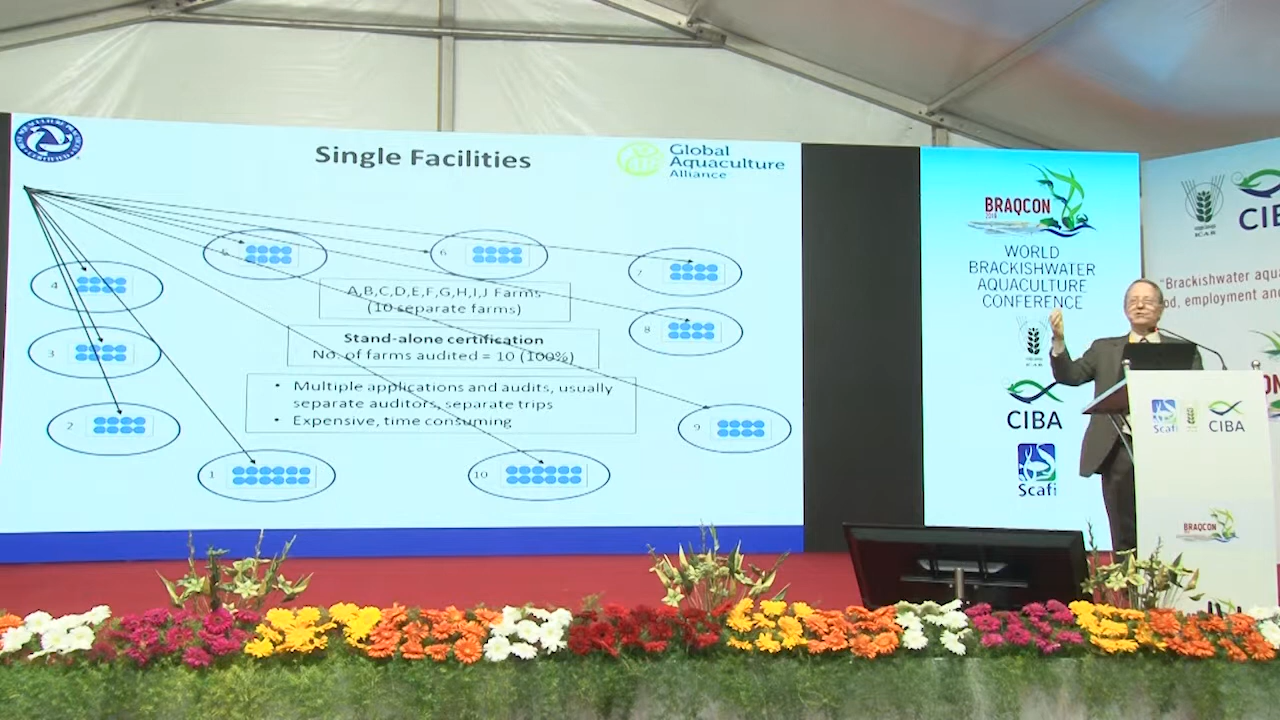 Single Facilities
Global
Aquaculture
Alliance
4
3
2
1
6
7
8
9
10
A,B,C,D,E,F,G,H,I,J Farms
(10 separate farms)
Stand-alone certification
No. of farms audited = 10 (100%)
• Multiple applications and audits, usually
separate auditors, separate trips
• Expensive, time consuming
BRAQCON
WORLD
BRACKISHWATER
AQUACULTURE
CONFERENCE
CIBA
Scafi
ICAR
"Brackishwater aqua
od, employment and
Scafi
CIBA
BRAQCON